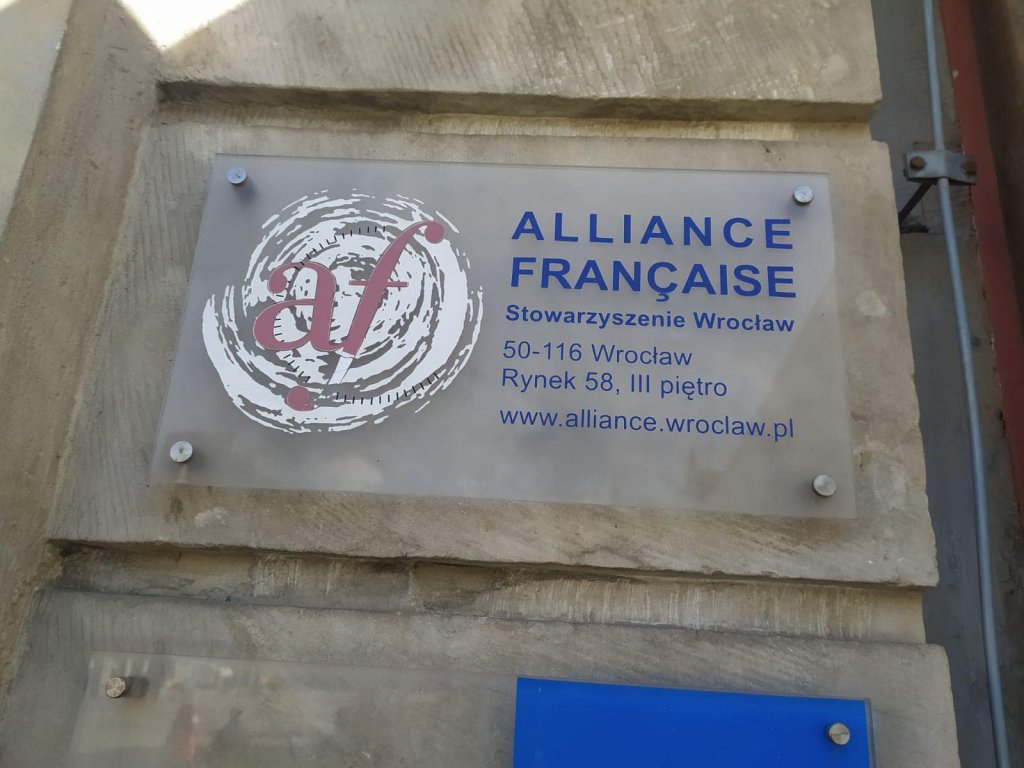 af
ALLIANCE
FRANÇAISE
Stowarzyszenie Wrocław
50-116 Wrocław
Rynek 58, III piętro
www.alliance.wroclaw.pl